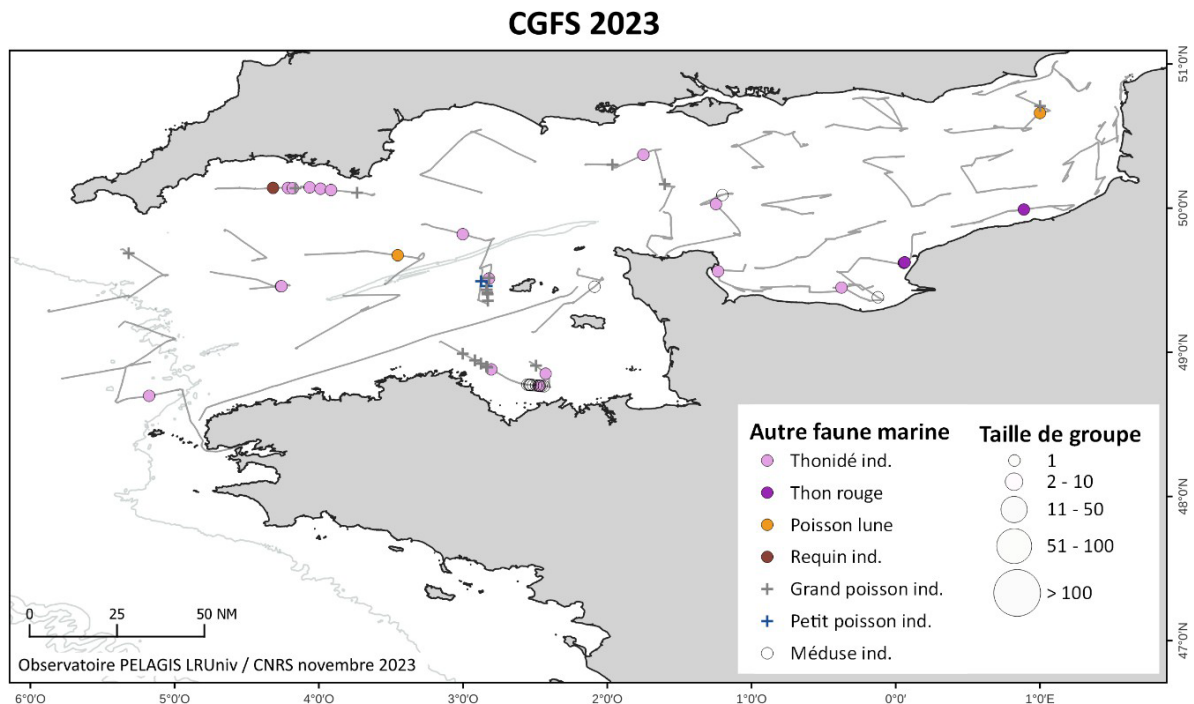 CGFS 2023
51°0'N
50°0'N
49°0'N
48°0'N
47°0'N
Autre faune marine
Thonidé ind.
Thon rouge
Poisson lune
Requin ind.
Grand poisson ind.
Petit poisson ind.
Méduse ind.
Taille de groupe
1
2 - 10
11 - 50
51 - 100
> 100
0 25 50 NM
Observatoire PELAGIS LRUniv / CNRS novembre 2023
6°0'O 5°0'O 4°0'O 3°0'O 2°0'O 1°0'O 0°0' 1°0'E